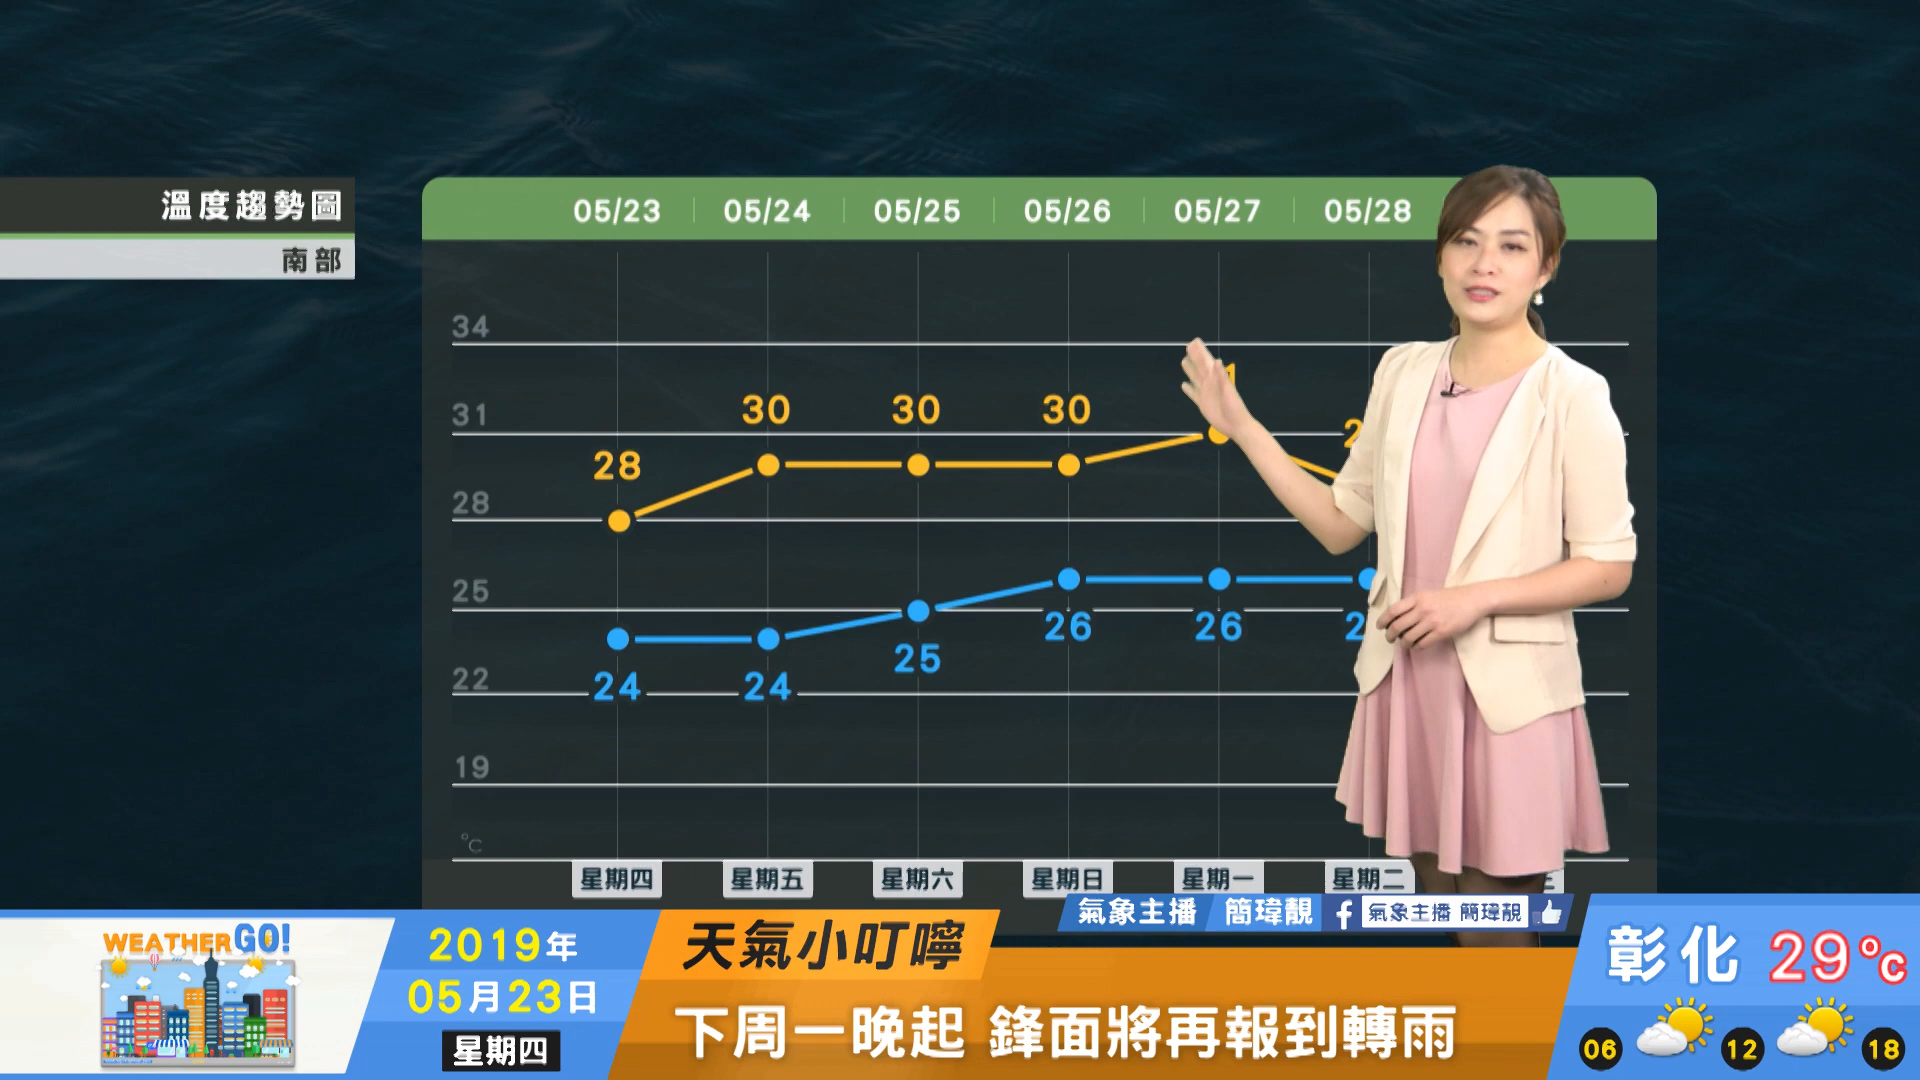 溫度趨勢圖
南部
05/23 05/24 05/25 05/26 05/27 05/28
34
31
28
25
22
19
°C
28 30 30 30
24 24 25 26 26
星期四 星期五 星期六 星期日 星期一 星期二
氣象主播 簡瑋靚 f 氣象主播 簡瑋靚
WEATHER GO!
2019年
05月23日
星期四
天氣小叮嚀
下周一晚起 鋒面將再報到轉雨
彰化 29°C
06 12 18